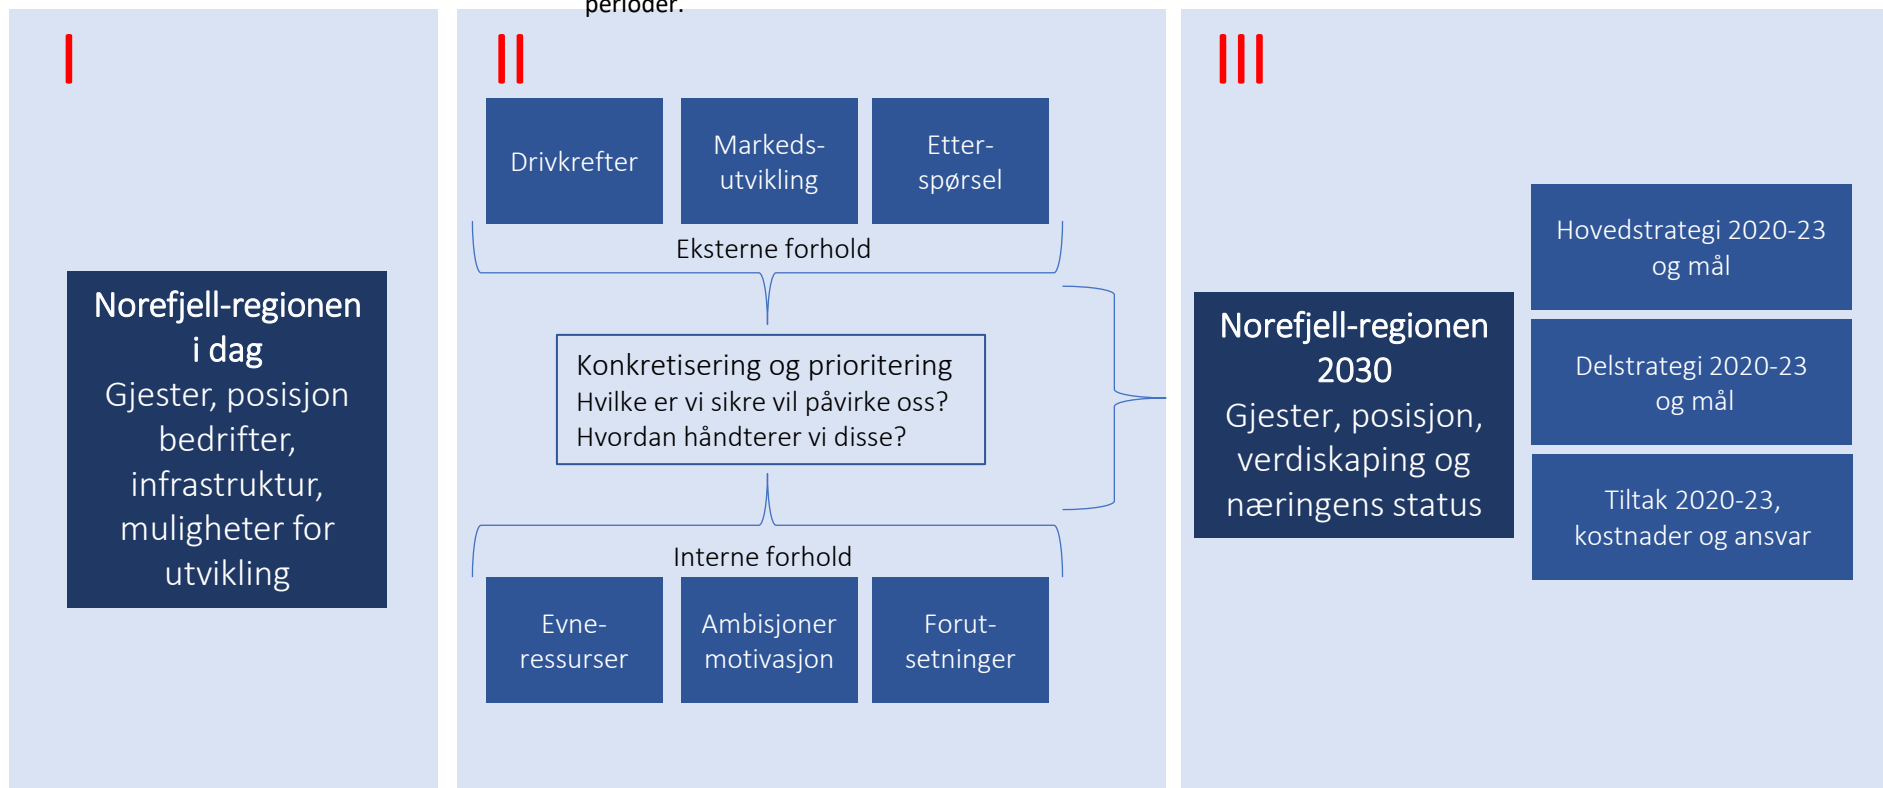 perioder.
I
Norefjell-regionen
i dag
Gjester, posisjon
bedrifter,
infrastruktur,
muligheter for
utvikling
II
Drivkrefter
Markeds-
utvikling
Etter-
spørsel
Eksterne forhold
Konkretisering og prioritering
Hvilke er vi sikre vil påvirke oss?
Hvordan håndterer vi disse?
Interne forhold
Evne-
ressurser
Ambisjoner
motivasjon
Forut-
setninger
III
Norefjell-regionen
2030
Gjester, posisjon,
verdiskaping og
næringens status
Hovedstrategi 2020-23
og mål
Delstrategi 2020-23
og mål
Tiltak 2020-23,
kostnader og ansvar